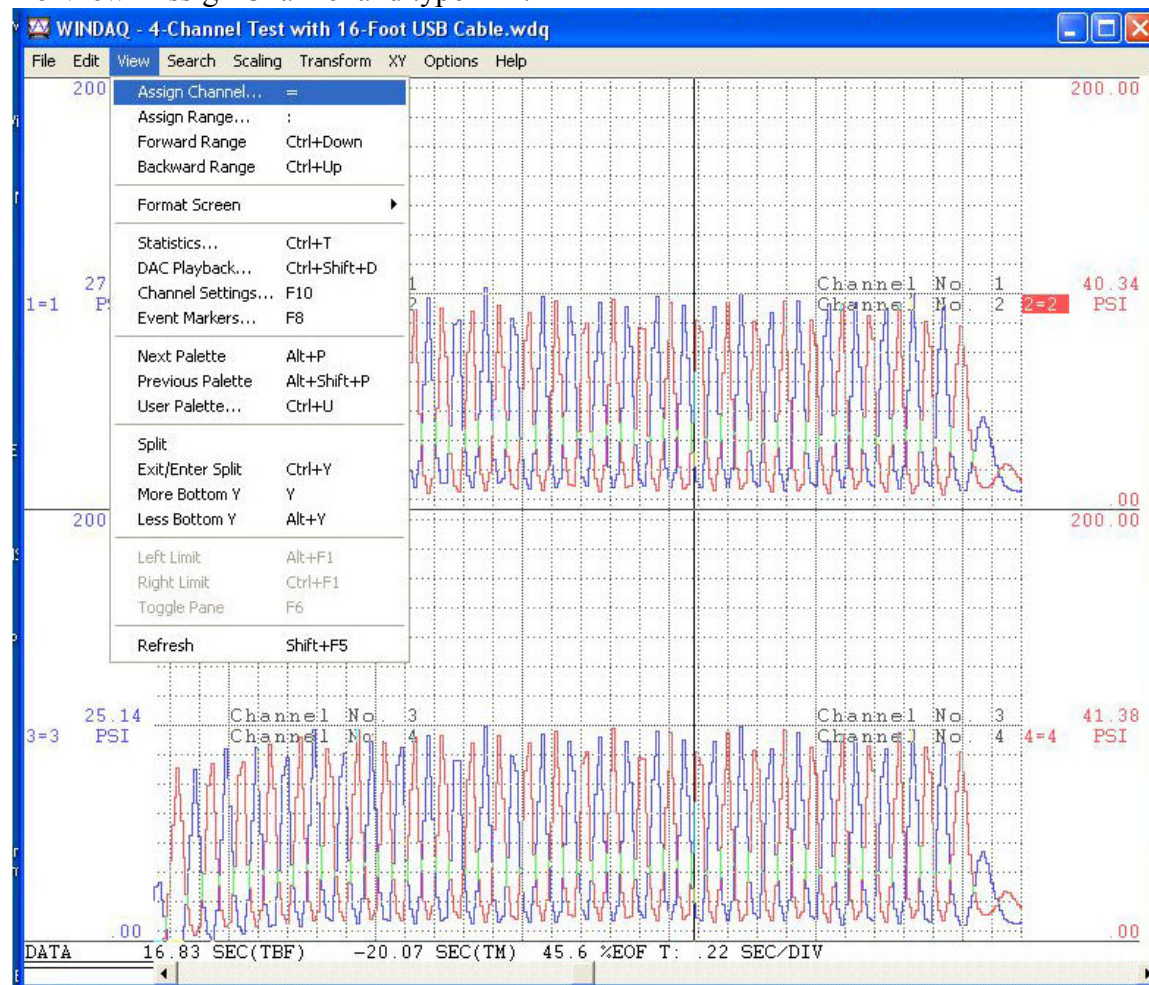 WINDAQ - 4-Channel Test with 16-Foot USB Cable.wdq
File Edit View Search Scaling Transform XY Options Help
200
200.00
Assign Channel... =
Assign Range... :
Forward Range Ctrl+Down
Backward Range Ctrl+Up
Format Screen
Statistics... Ctrl+T
DAC Playback... Ctrl+Shift+D
Channel Settings... F10
Event Markers... F8
Next Palette Alt+P
Previous Palette Alt+Shift+P
User Palette... Ctrl+U
Split
Exit/Enter Split Ctrl+Y
More Bottom Y Y
Less Bottom Y Alt+Y
Left Limit Alt+F1
Right Limit Ctrl+F1
Toggle Pane F6
Refresh Shift+F5
27
1=1 P
1
2
Channel No. 1
Channel No. 2
40.34
2=2 PSI
.00
200
200.00
25.14
3=3 PSI
Channel No. 3
Channel No. 4
Channel No. 3
Channel No. 4
41.38
4=4 PSI
.00
.00
DATA 16.83 SEC(TBF) -20.07 SEC(TM) 45.6 %EOF T: .22 SEC/DIV